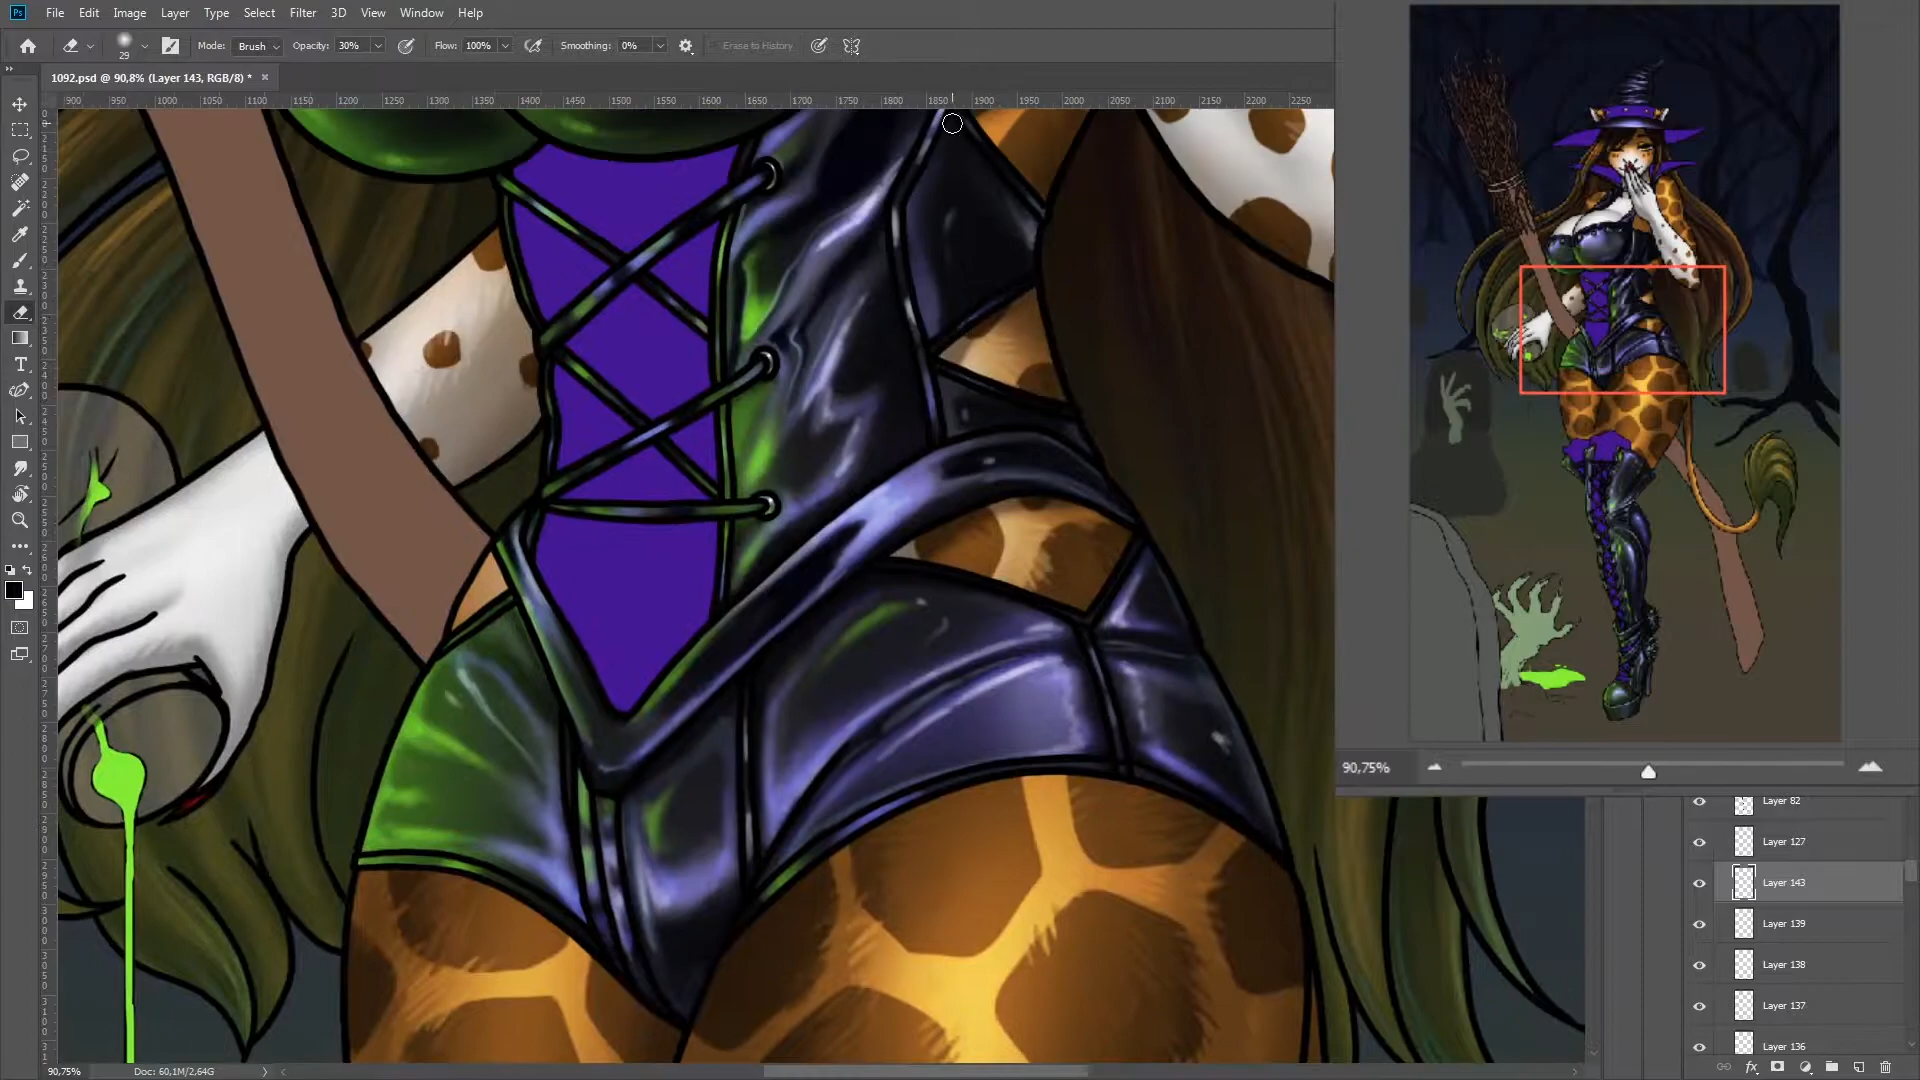 Ps File Edit Image Layer Type Select Filter 3D View Window Help
29 Mode: Brush Opacity: 30% Flow: 100% Smoothing: 0% Erase to History
1092.psd @ 90,8% (Layer 143, RGB/8) *
900 950 1000 1050 1100 1150 1200 1250 1300 1350 1400 1450 1500 1550 1600 1650 1700 1750 1800 1850 1900 1950 2000 2050 2100 2150 2200 2250
90,75%
Layer 82
Layer 127
Layer 143
Layer 139
Layer 138
Layer 137
Layer 136
90,75% Doc: 60,1M/2,64G
fx